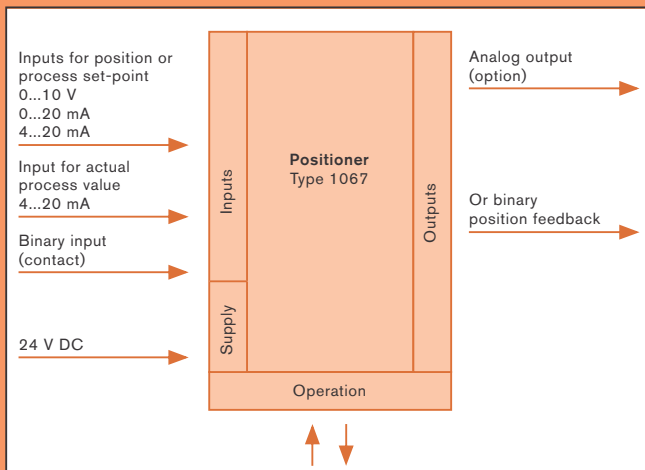 Inputs for position or
process set-point
0...10 V
0...20 mA
4...20 mA
Input for actual
process value
4...20 mA
Binary input
(contact)
24 V DC
Inputs
Supply
Positioner
Type 1067
Outputs
Operation
Analog output
(option)
Or binary
position feedback